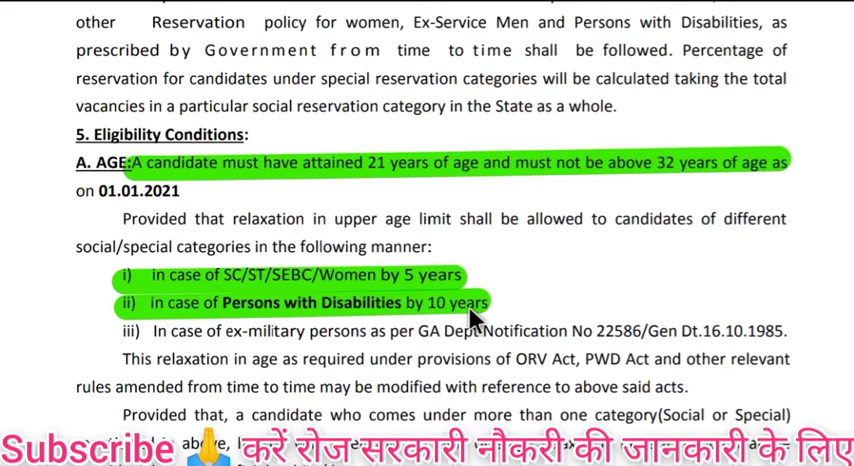 other Reservation policy for women, Ex-Service Men and Persons with Disabilities, as
prescribed by Government from time to time shall be followed. Percentage of
reservation for candidates under special reservation categories will be calculated taking the total
vacancies in a particular social reservation category in the State as a whole.
5. Eligibility Conditions:
A. AGE:A candidate must have attained 21 years of age and must not be above 32 years of age as
on 01.01.2021
Provided that relaxation in upper age limit shall be allowed to candidates of different
social/special categories in the following manner:
i) in case of SC/ST/SEBC/Women by 5 years
ii) in case of Persons with Disabilities by 10 years
iii) In case of ex-military persons as per GA Dept Notification No 22586/Gen Dt.16.10.1985.
This relaxation in age as required under provisions of ORV Act, PWD Act and other relevant
rules amended from time to time may be modified with reference to above said acts.
Provided that, a candidate who comes under more than one category(Social or Special)
Subscribe 🙏 करें रोज सरकारी नौकरी की जानकारी के लिए